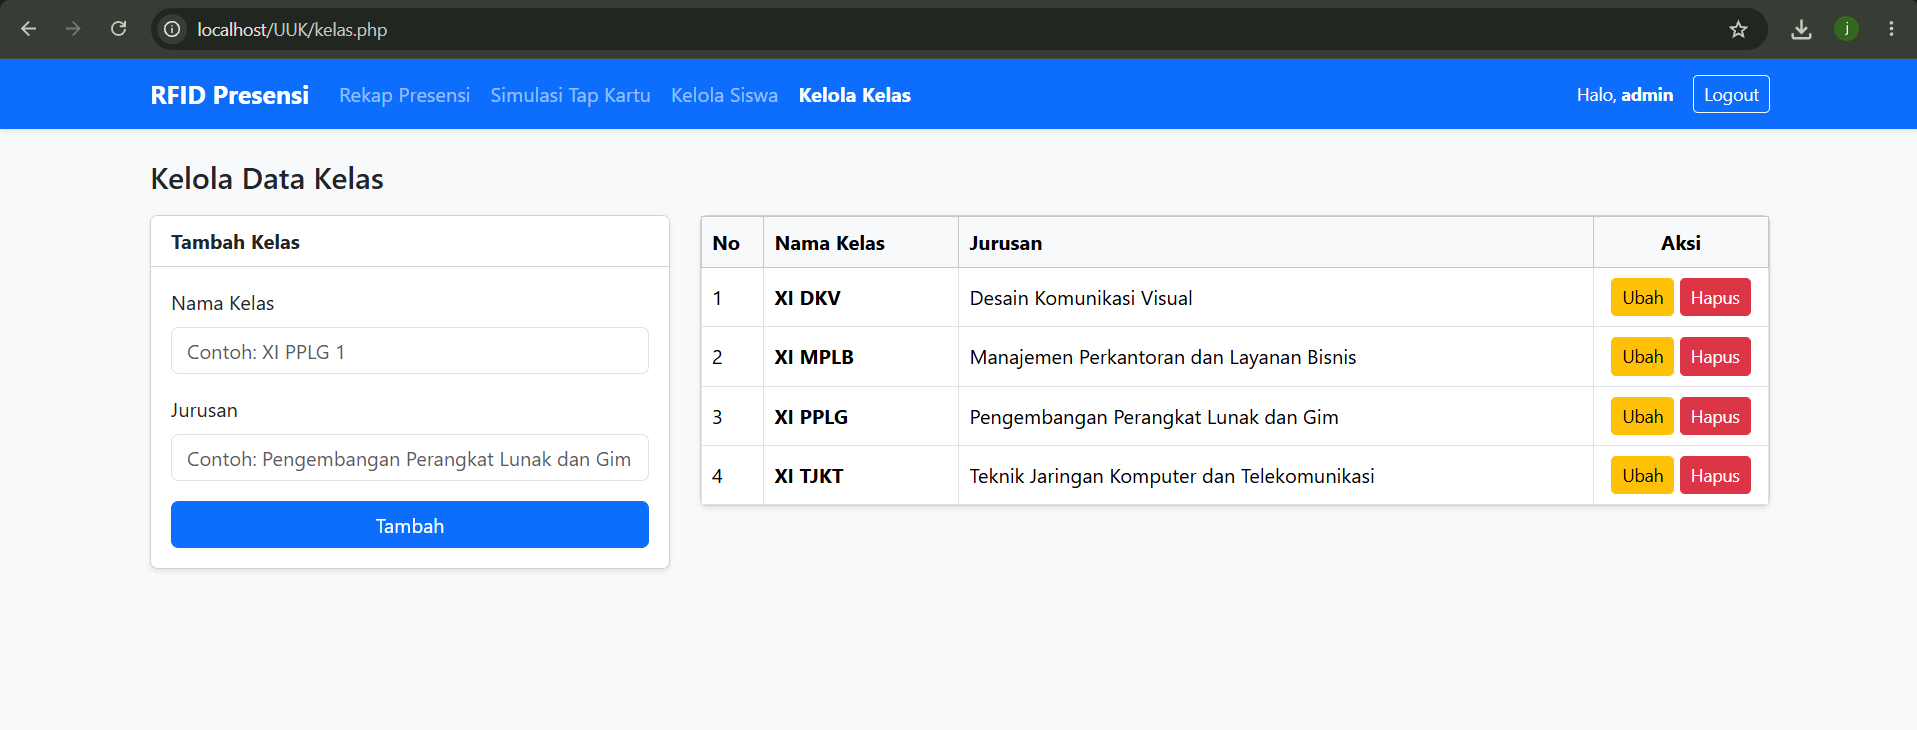 localhost/UUK/kelas.php
j
RFID Presensi Rekap Presensi Simulasi Tap Kartu Kelola Siswa Kelola Kelas Halo, admin Logout
Kelola Data Kelas
Tambah Kelas
Nama Kelas
Contoh: XI PPLG 1
Jurusan
Contoh: Pengembangan Perangkat Lunak dan Gim
Tambah
No Nama Kelas Jurusan Aksi
1 XI DKV Desain Komunikasi Visual Ubah Hapus
2 XI MPLB Manajemen Perkantoran dan Layanan Bisnis Ubah Hapus
3 XI PPLG Pengembangan Perangkat Lunak dan Gim Ubah Hapus
4 XI TJKT Teknik Jaringan Komputer dan Telekomunikasi Ubah Hapus